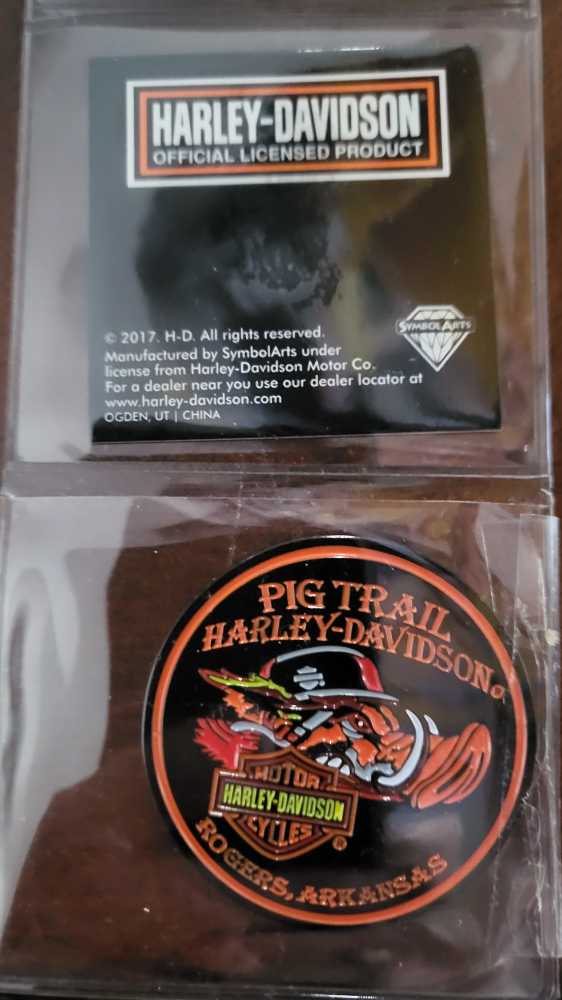 HARLEY-DAVIDSON
OFFICIAL LICENSED PRODUCT
© 2017. H-D. All rights reserved.
Manufactured by SymbolArts under
license from Harley-Davidson Motor Co.
For a dealer near you use our dealer locator at
www.harley-davidson.com
OGDEN, UT | CHINA
SYMBOLARTS
PIG TRAIL
HARLEY-DAVIDSON®
MOTOR
HARLEY-DAVIDSON
CYCLES
®
ROGERS, ARKANSAS